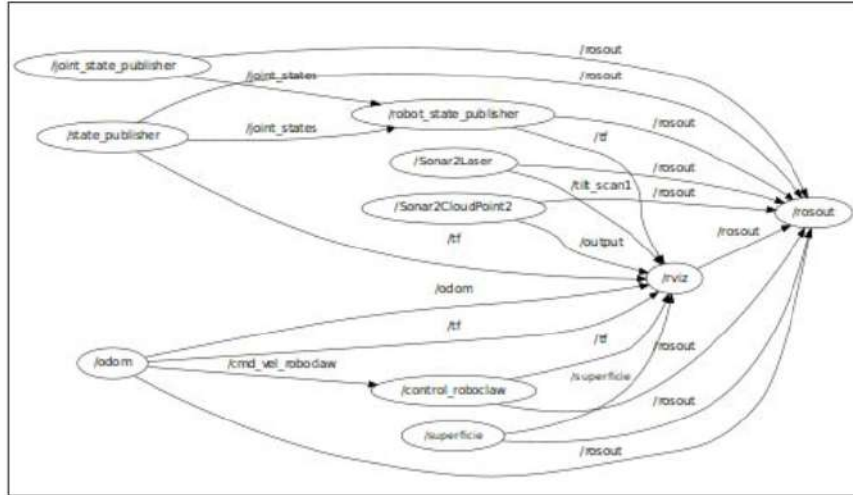 /rosout
/joint_state_publisher
/joint_states
/rosout
/robot_state_publisher
/rosout
/state_publisher
/joint_states
/tf
/Sonar2Laser
/rosout
/tilt_scan1
/rosout
/Sonar2CloudPoint2
/rosout
/tf
/output
/rosout
/rviz
/odom
/tf
/tf
/rosout
/odom
/cmd_vel_roboclaw
/superficie
/control_roboclaw
/rosout
/superficie
/rosout